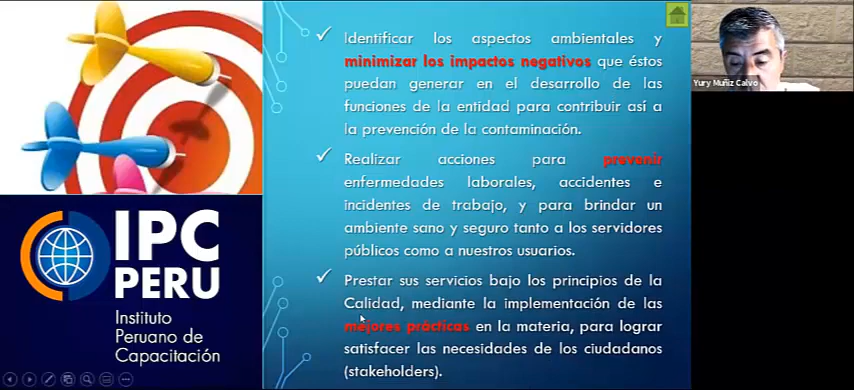 Identificar los aspectos ambientales y
minimizar los impactos negativos que éstos
puedan generar en el desarrollo de las
funciones de la entidad para contribuir así a
la prevención de la contaminación.
Realizar acciones para prevenir
enfermedades laborales, accidentes e
incidentes de trabajo, y para brindar un
ambiente sano y seguro tanto a los servidores
públicos como a nuestros usuarios.
Prestar sus servicios bajo los principios de la
Calidad, mediante la implementación de las
mejores prácticas en la materia, para lograr
satisfacer las necesidades de los ciudadanos
(stakeholders).
IPC
PERU
Instituto
Peruano de
Capacitación
Yury Muñiz Calvo